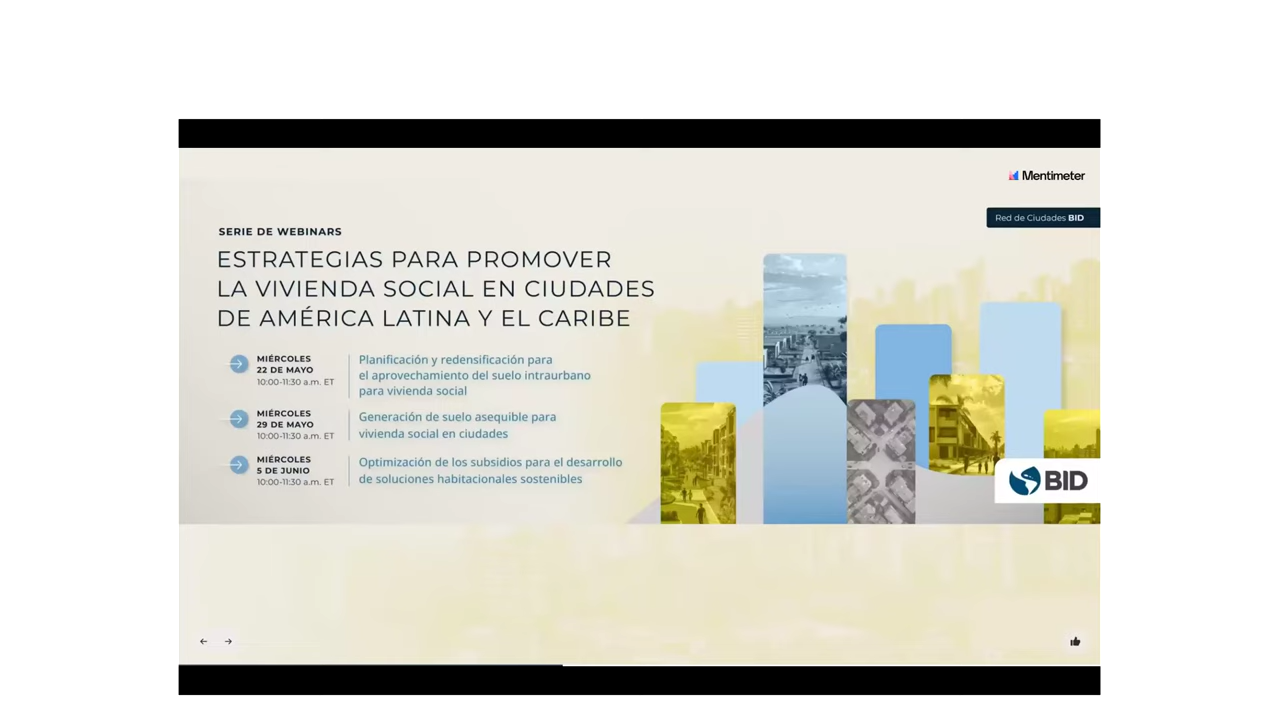 Mentimeter
Red de Ciudades BID
SERIE DE WEBINARS
ESTRATEGIAS PARA PROMOVER
LA VIVIENDA SOCIAL EN CIUDADES
DE AMÉRICA LATINA Y EL CARIBE
MIÉRCOLES
22 DE MAYO
10:00-11:30 a.m. ET
Planificación y redensificación para
el aprovechamiento del suelo intraurbano
para vivienda social
MIÉRCOLES
29 DE MAYO
10:00-11:30 a.m. ET
Generación de suelo asequible para
vivienda social en ciudades
MIÉRCOLES
5 DE JUNIO
10:00-11:30 a.m. ET
Optimización de los subsidios para el desarrollo
de soluciones habitacionales sostenibles
BID